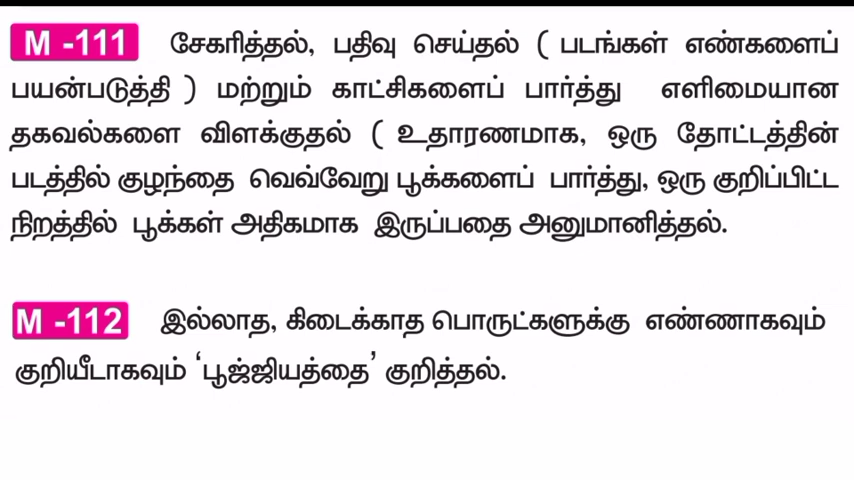 M -111 சேகரித்தல், பதிவு செய்தல் ( படங்கள் எண்களைப்
பயன்படுத்தி ) மற்றும் காட்சிகளைப் பார்த்து எளிமையான
தகவல்களை விளக்குதல் ( உதாரணமாக, ஒரு தோட்டத்தின்
படத்தில் குழந்தை வெவ்வேறு பூக்களைப் பார்த்து, ஒரு குறிப்பிட்ட
நிறத்தில் பூக்கள் அதிகமாக இருப்பதை அனுமானித்தல்.
M -112 இல்லாத, கிடைக்காத பொருட்களுக்கு எண்ணாகவும்
குறியீடாகவும் ‘பூஜ்ஜியத்தை’ குறித்தல்.